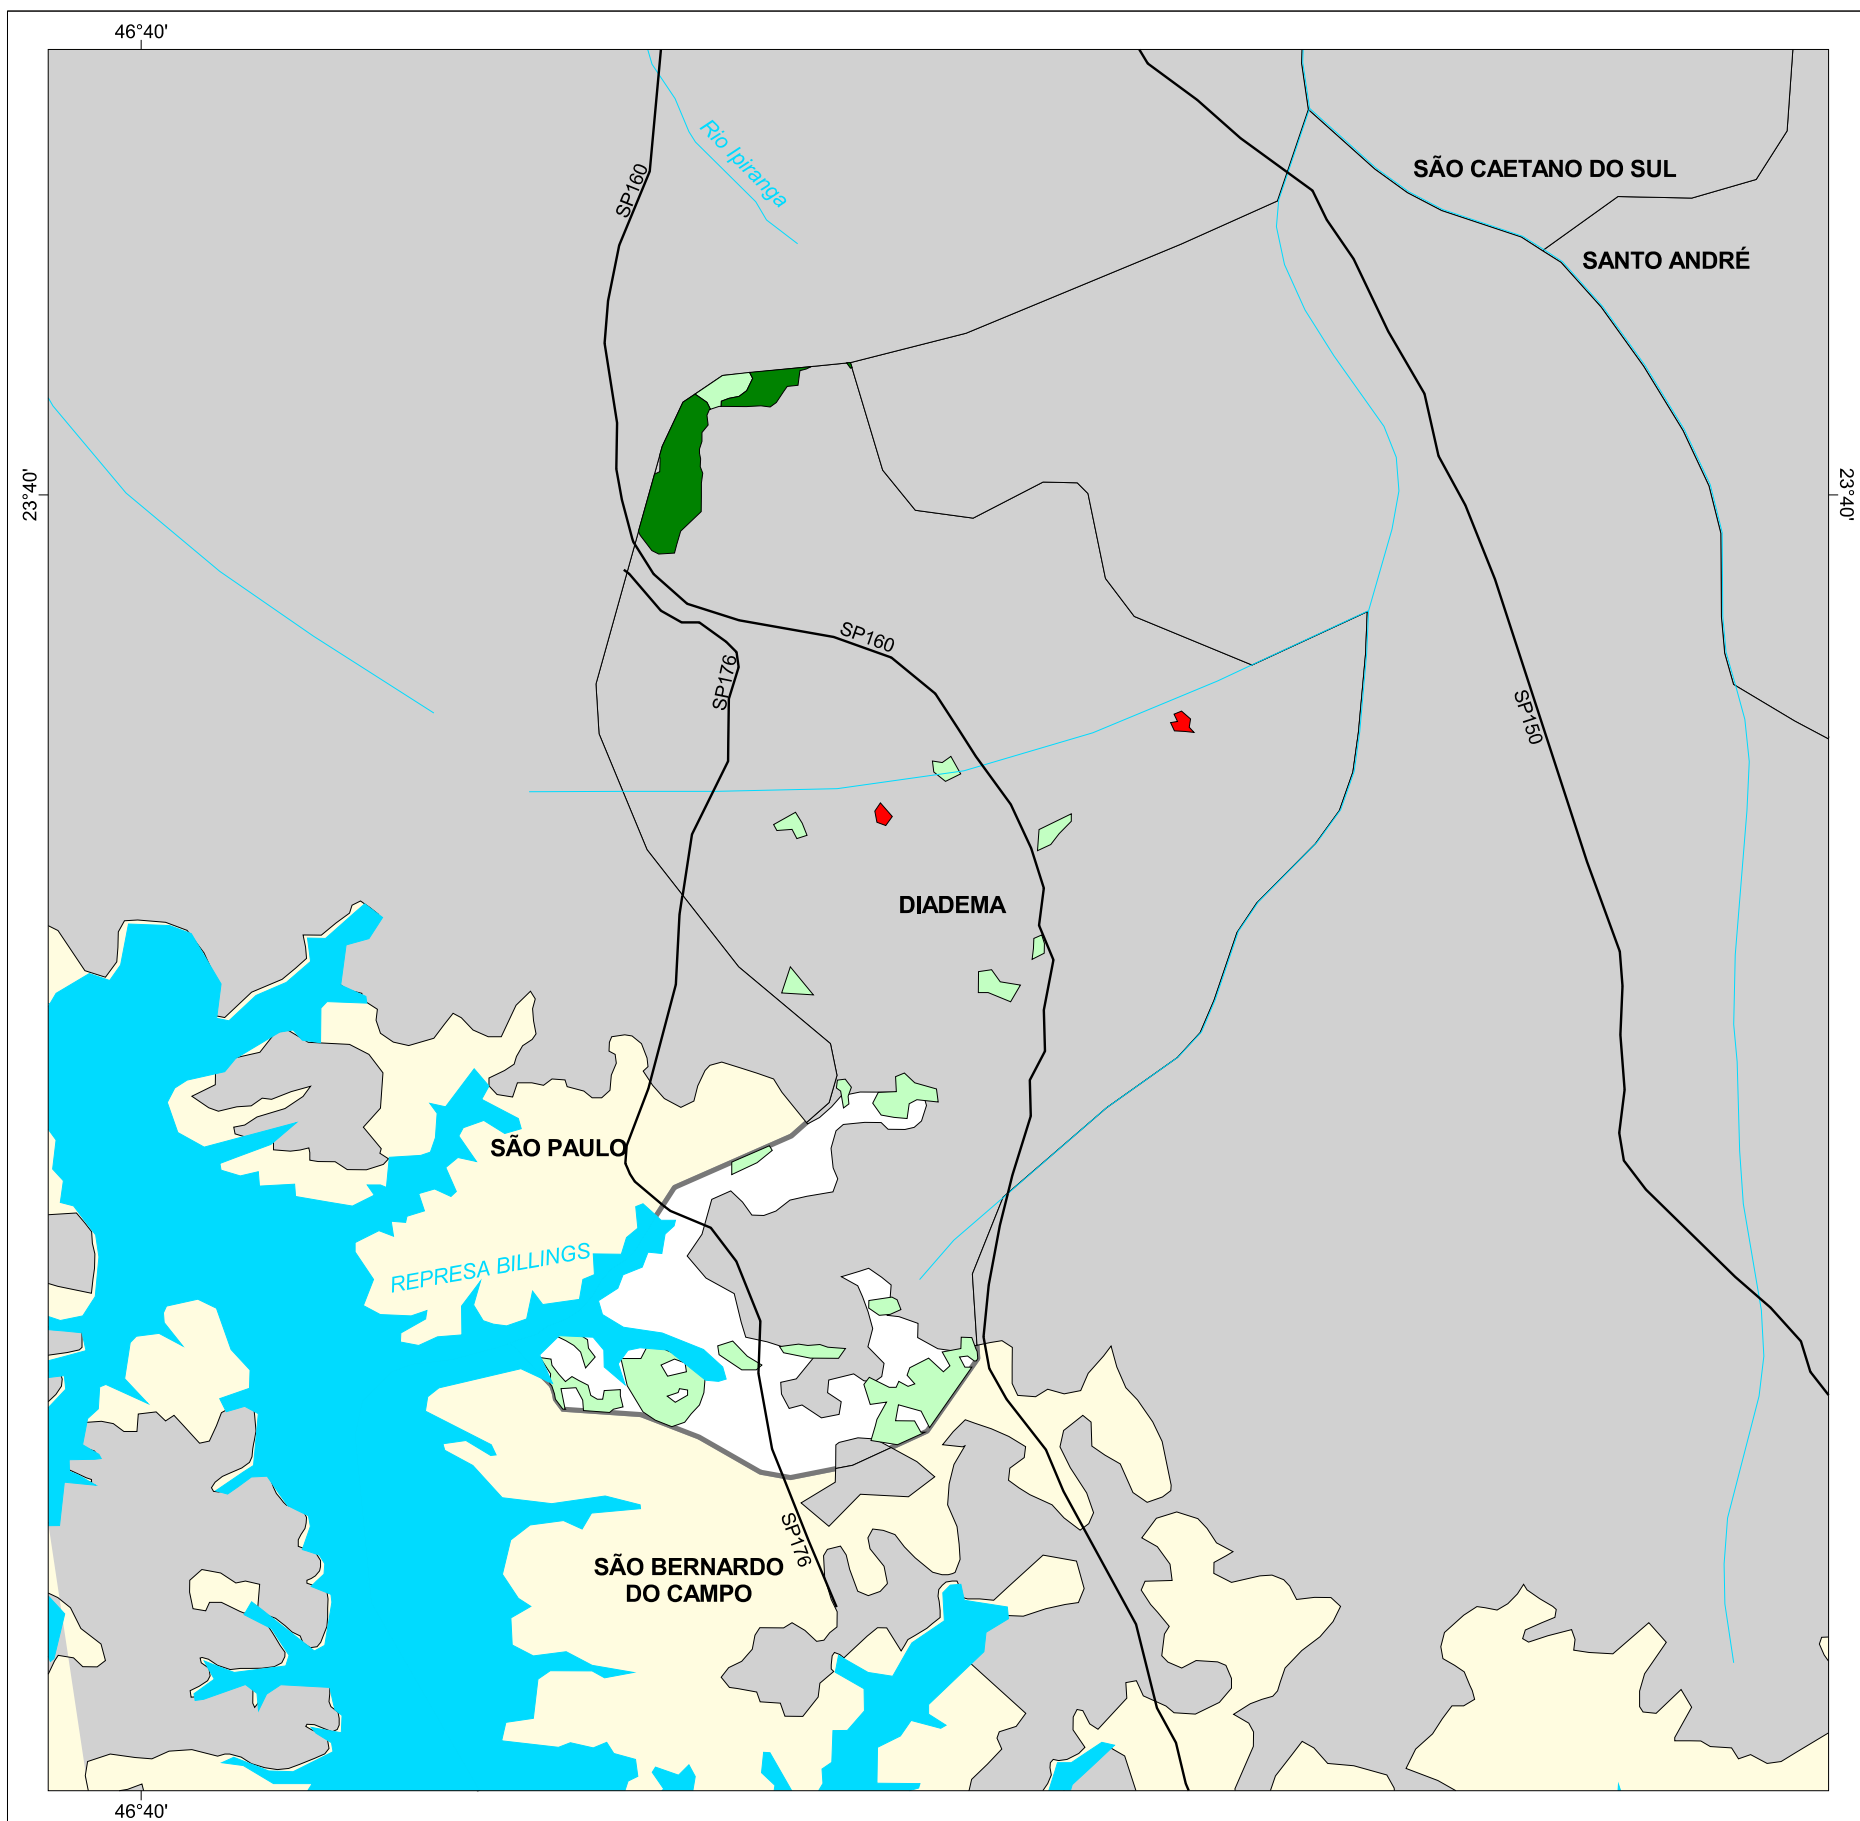 46°40'
Rio Ipiranga
SP160
SÃO CAETANO DO SUL
SANTO ANDRÉ
23°40'
23°40'
SP160
SP176
SP150
DIADEMA
SÃO PAULO
REPRESA BILLINGS
SP176
SÃO BERNARDO
DO CAMPO
46°40'